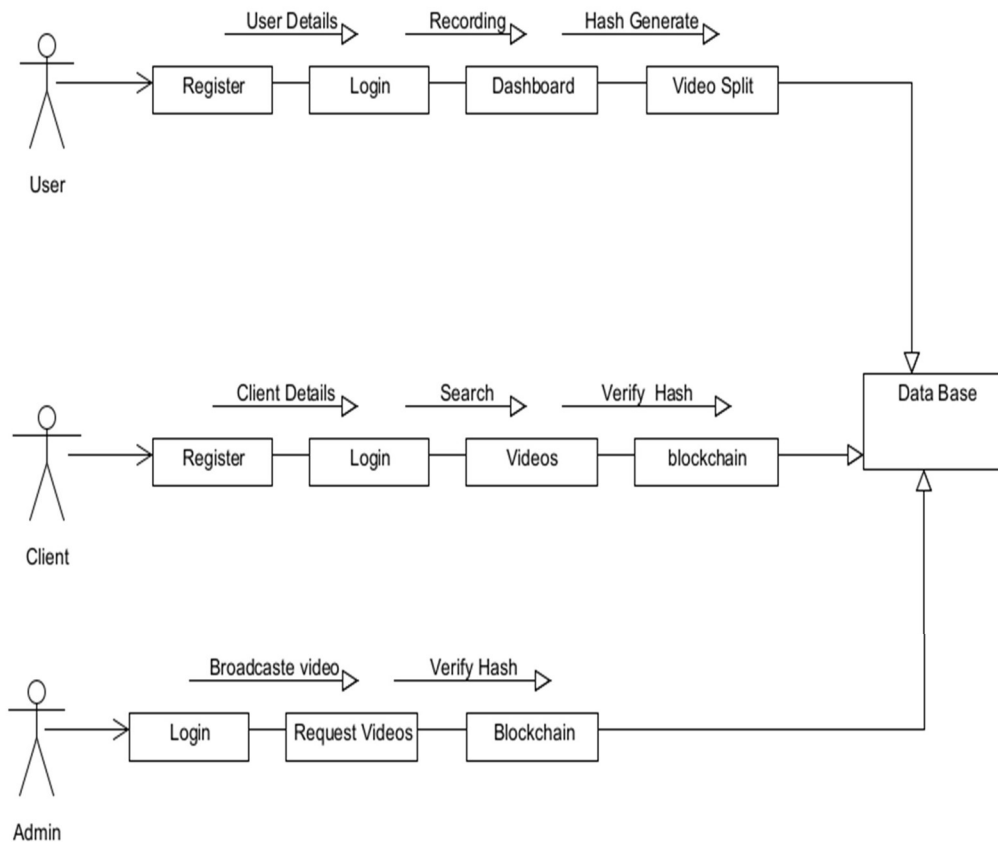 User Details
Recording
Hash Generate
Register
Login
Dashboard
Video Split
User
Client Details
Search
Verify Hash
Data Base
Register
Login
Videos
blockchain
Client
Broadcaste video
Verify Hash
Login
Request Videos
Blockchain
Admin